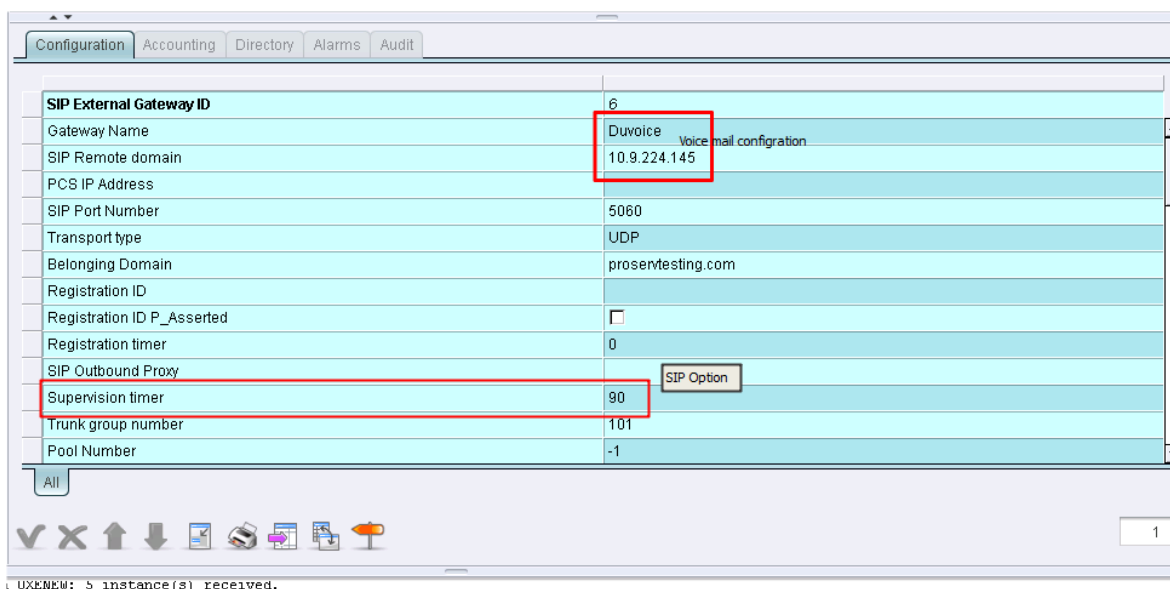 Configuration Accounting Directory Alarms Audit
SIP External Gateway ID 6
Gateway Name Duvoice
Voice mail configration
SIP Remote domain 10.9.224.145
PCS IP Address
SIP Port Number 5060
Transport type UDP
Belonging Domain proservtesting.com
Registration ID
Registration ID P_Asserted
Registration timer 0
SIP Outbound Proxy
SIP Option
Supervision timer 90
Trunk group number 101
Pool Number -1
All
1
UXENEW: 5 instance(s) received.